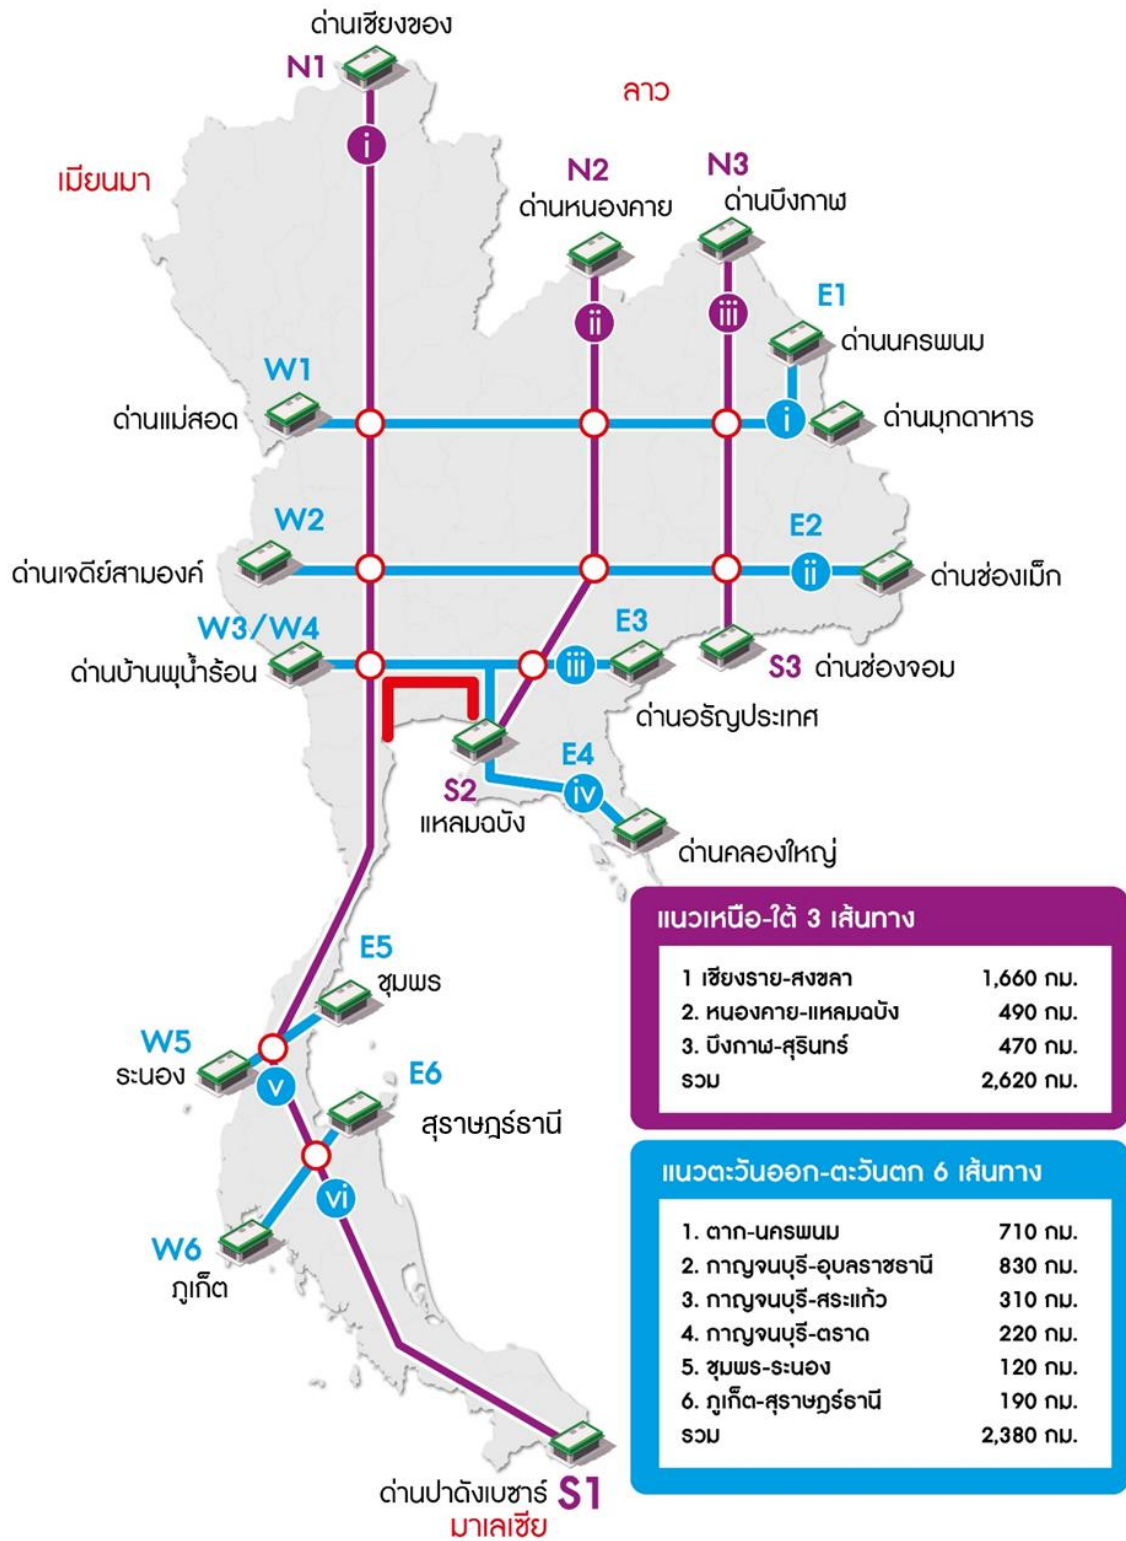 ด่านเชียงของ
N1
ลาว
i
เมียนมา
N2
ด่านหนองคาย
N3
ด่านบึงกาฬ
ii
iii
E1
ด่านนครพนม
W1
ด่านแม่สอด
i
ด่านมุกดาหาร
W2
ด่านเจดีย์สามองค์
E2
ii
ด่านช่องเม็ก
W3/W4
ด่านบ้านพุน้ำร้อน
E3
iii
S3 ด่านช่องจอม
ด่านอรัญประเทศ
E4
iv
S2
แหลมฉบัง
ด่านคลองใหญ่
E5
ชุมพร
W5
ระนอง
v
E6
สุราษฎร์ธานี
vi
W6
ภูเก็ต
ด่านปาดังเบซาร์ S1
มาเลเซีย
แนวเหนือ-ใต้ 3 เส้นทาง
1 เชียงราย-สงขลา 1,660 กม.
2. หนองคาย-แหลมฉบัง 490 กม.
3. บึงกาฬ-สุรินทร์ 470 กม.
รวม 2,620 กม.
แนวตะวันออก-ตะวันตก 6 เส้นทาง
1. ตาก-นครพนม 710 กม.
2. กาญจนบุรี-อุบลราชธานี 830 กม.
3. กาญจนบุรี-สระแก้ว 310 กม.
4. กาญจนบุรี-ตราด 220 กม.
5. ชุมพร-ระนอง 120 กม.
6. ภูเก็ต-สุราษฎร์ธานี 190 กม.
รวม 2,380 กม.